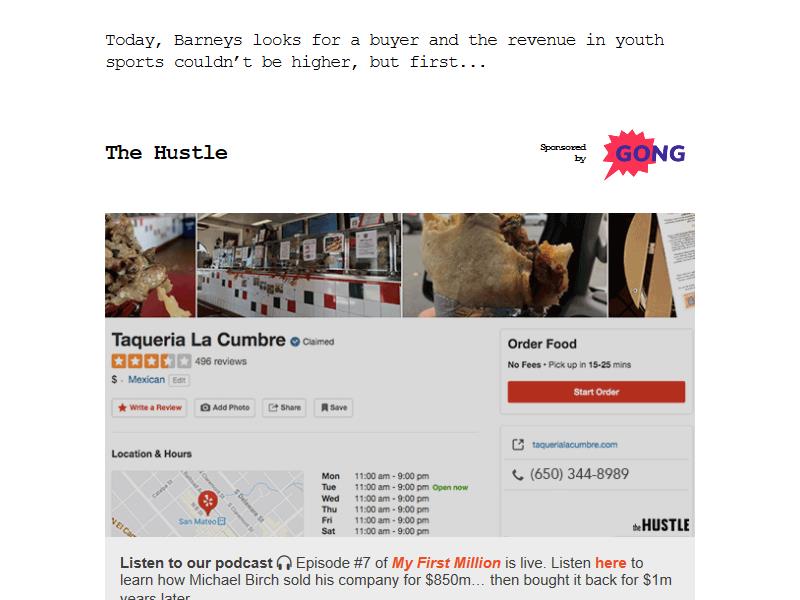 Today, Barneys looks for a buyer and the revenue in youth
sports couldn't be higher, but first...
The Hustle
Sponsored
by
GONG
Taqueria La Cumbre Claimed
496 reviews
$ · Mexican Edit
Write a Review Add Photo Share Save
Order Food
No Fees • Pick up in 15-25 mins
Start Order
Location & Hours
San Mateo
Mon 11:00 am - 9:00 pm
Tue 11:00 am - 9:00 pm Open now
Wed 11:00 am - 9:00 pm
Thu 11:00 am - 9:00 pm
Fri 11:00 am - 9:00 pm
Sat 11:00 am - 9:00 pm
taquerialacumbre.com
(650) 344-8989
the HUSTLE
Listen to our podcast 🎧 Episode #7 of My First Million is live. Listen here to
learn how Michael Birch sold his company for $850m… then bought it back for $1m
years later